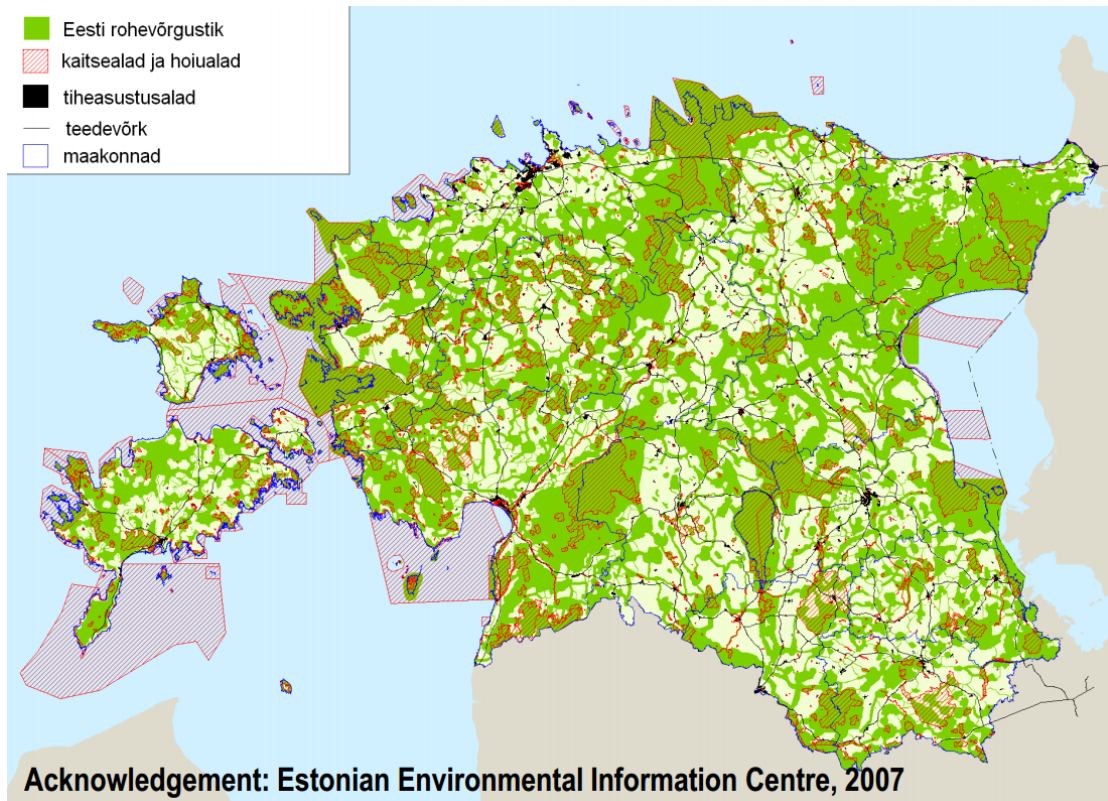 Eesti rohevõrgustik
kaitsealad ja hoiualad
tiheasustusalad
teedevõrk
maakonnad
Acknowledgement: Estonian Environmental Information Centre, 2007